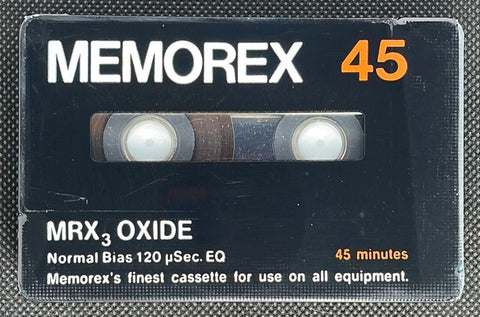 MEMOREX 45
MRX₃ OXIDE
Normal Bias 120 µSec. EQ 45 minutes
Memorex's finest cassette for use on all equipment.